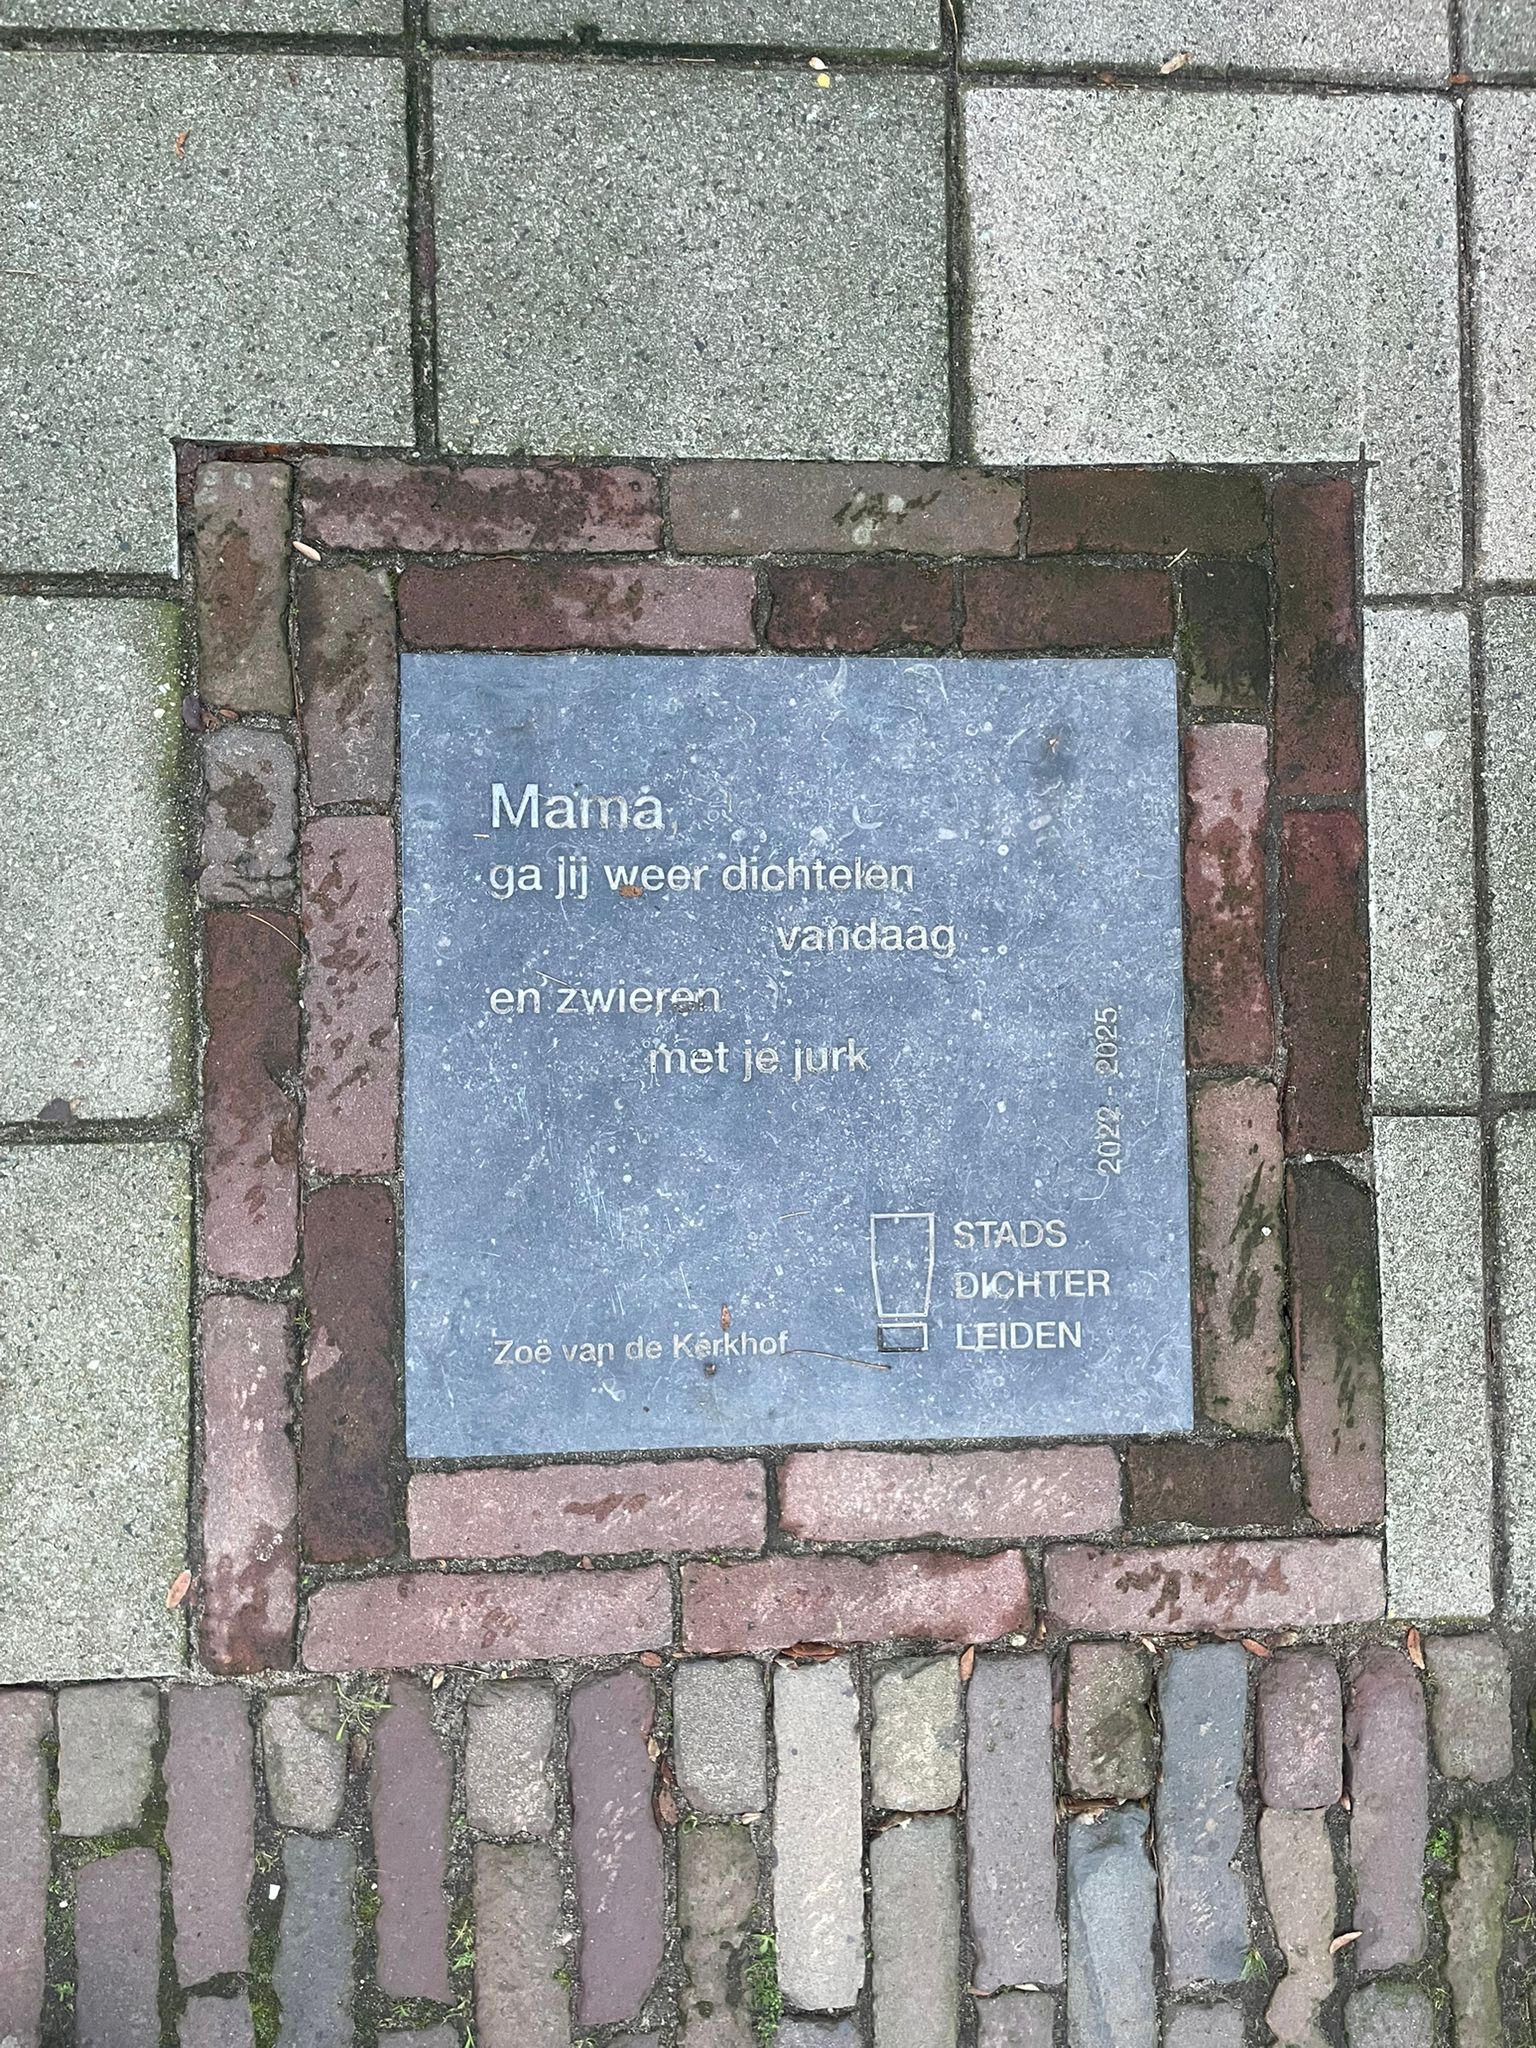 Mama,
ga jij weer dichtelen
vandaag
en zwieren
met je jurk
2022 - 2025
STADS
DICHTER
LEIDEN
Zoë van de Kerkhof